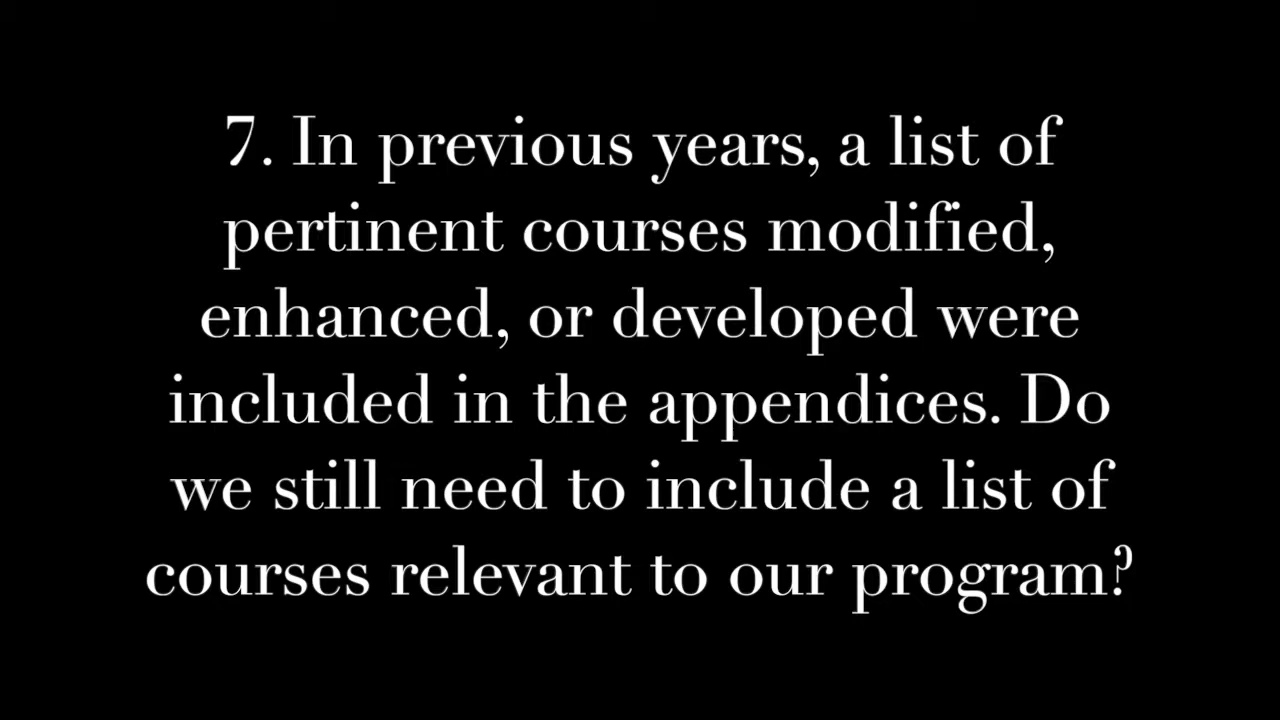 7. In previous years, a list of
pertinent courses modified,
enhanced, or developed were
included in the appendices. Do
we still need to include a list of
courses relevant to our program?